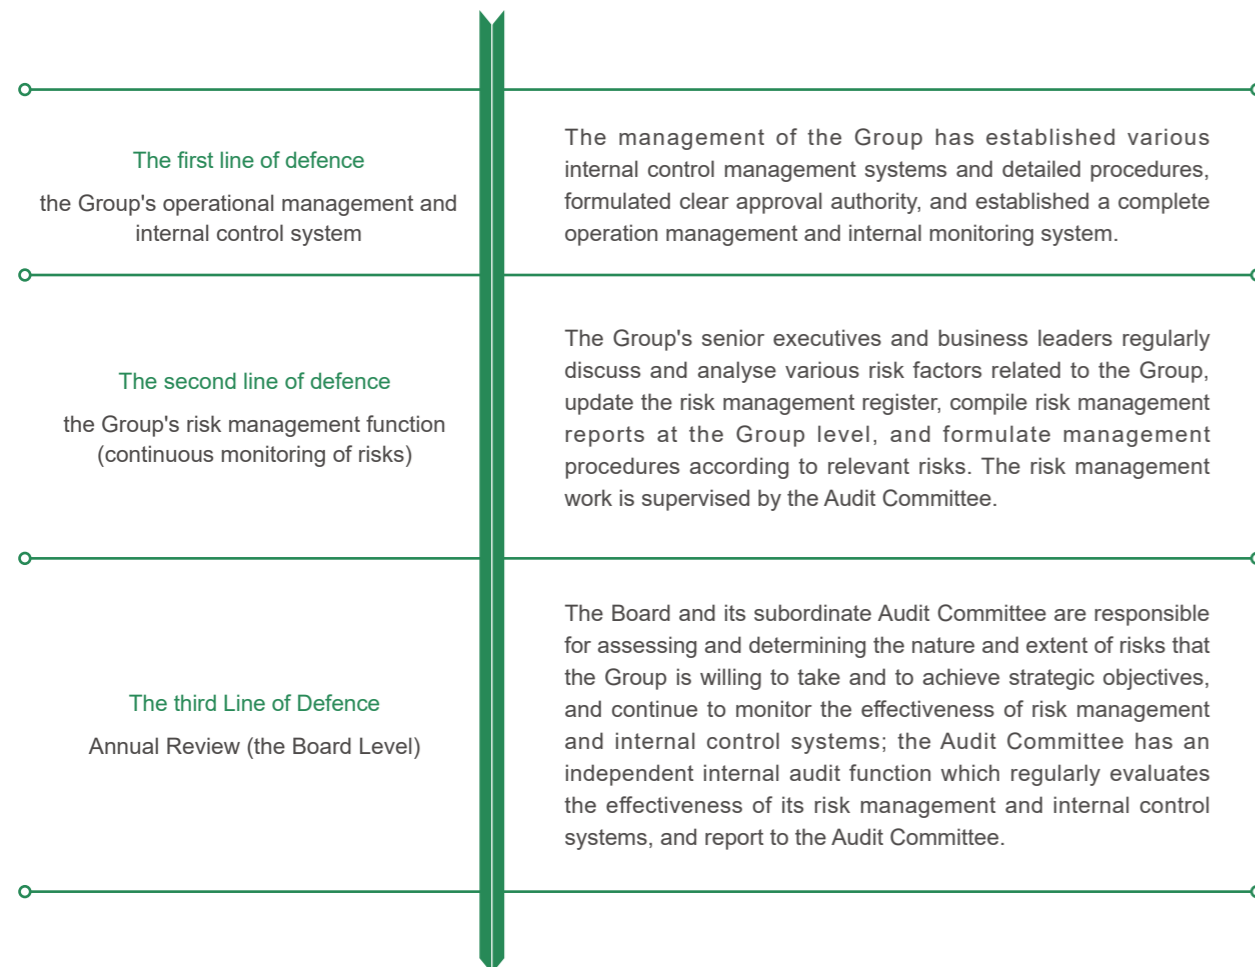 The first line of defence
the Group's operational management and
internal control system
The management of the Group has established various
internal control management systems and detailed procedures,
formulated clear approval authority, and established a complete
operation management and internal monitoring system.
The second line of defence
the Group's risk management function
(continuous monitoring of risks)
The Group's senior executives and business leaders regularly
discuss and analyse various risk factors related to the Group,
update the risk management register, compile risk management
reports at the Group level, and formulate management
procedures according to relevant risks. The risk management
work is supervised by the Audit Committee.
The third Line of Defence
Annual Review (the Board Level)
The Board and its subordinate Audit Committee are responsible
for assessing and determining the nature and extent of risks that
the Group is willing to take and to achieve strategic objectives,
and continue to monitor the effectiveness of risk management
and internal control systems; the Audit Committee has an
independent internal audit function which regularly evaluates
the effectiveness of its risk management and internal control
systems, and report to the Audit Committee.